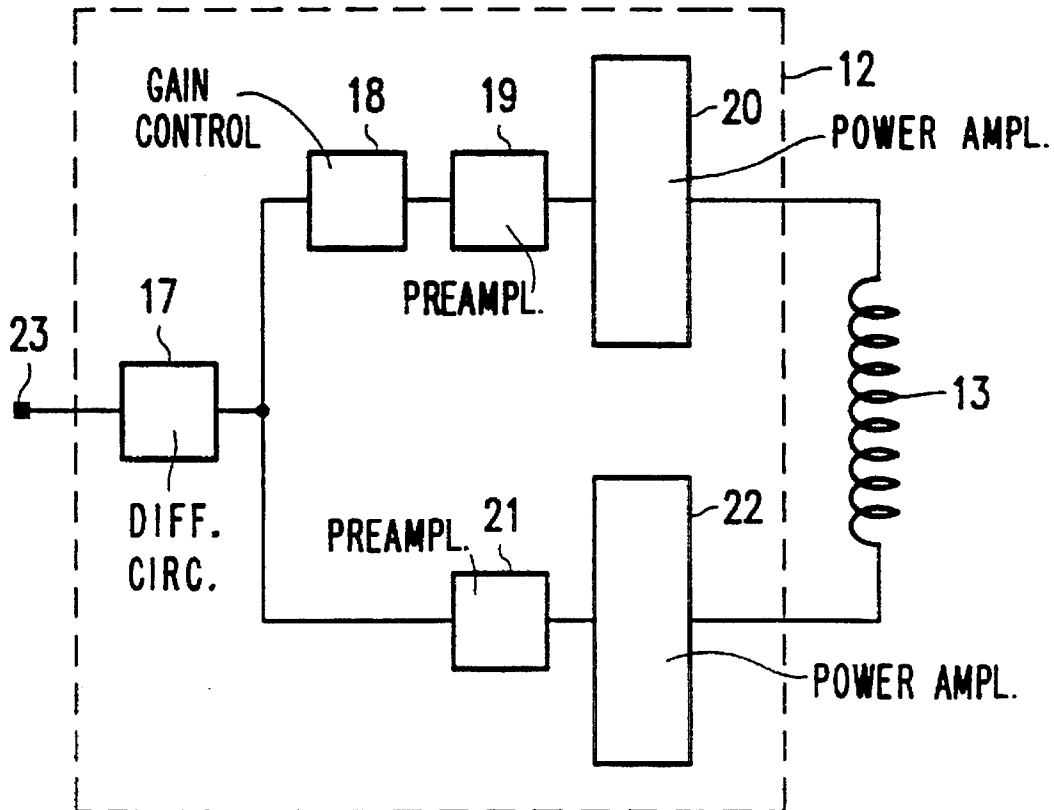 12
GAIN
CONTROL
18
19
20
POWER AMPL.
PREAMPL.
17
23
13
DIFF.
CIRC.
PREAMPL.
21
22
POWER AMPL.